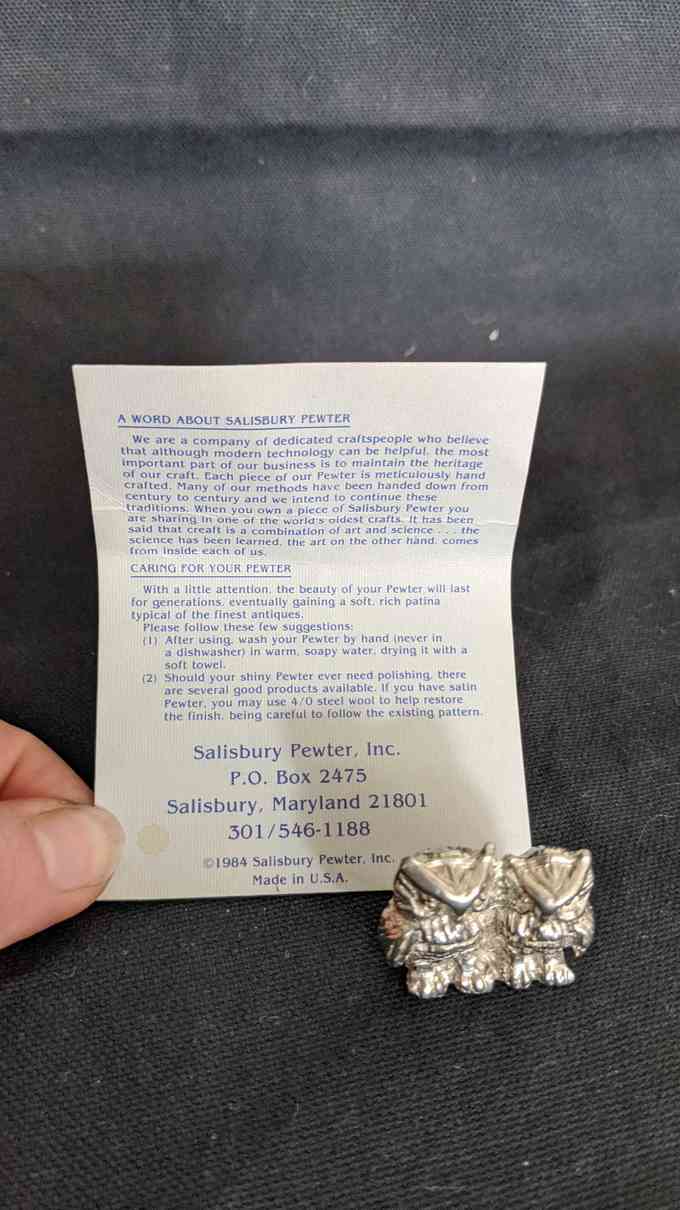 A WORD ABOUT SALISBURY PEWTER
We are a company of dedicated craftspeople who believe
that although modern technology can be helpful, the most
important part of our business is to maintain the heritage
of our craft. Each piece of our Pewter is meticulously hand
crafted. Many of our methods have been handed down from
century to century and we intend to continue these
traditions. When you own a piece of Salisbury Pewter you
are sharing in one of the world's oldest crafts. It has been
said that creaft is a combination of art and science . . . the
science has been learned, the art on the other hand, comes
from inside each of us.
CARING FOR YOUR PEWTER
With a little attention, the beauty of your Pewter will last
for generations, eventually gaining a soft, rich patina
typical of the finest antiques.
Please follow these few suggestions:
(1) After using, wash your Pewter by hand (never in
a dishwasher) in warm, soapy water, drying it with a
soft towel.
(2) Should your shiny Pewter ever need polishing, there
are several good products available. If you have satin
Pewter, you may use 4/0 steel wool to help restore
the finish, being careful to follow the existing pattern.
Salisbury Pewter, Inc.
P.O. Box 2475
Salisbury, Maryland 21801
301/546-1188
©1984 Salisbury Pewter, Inc.
Made in U.S.A.